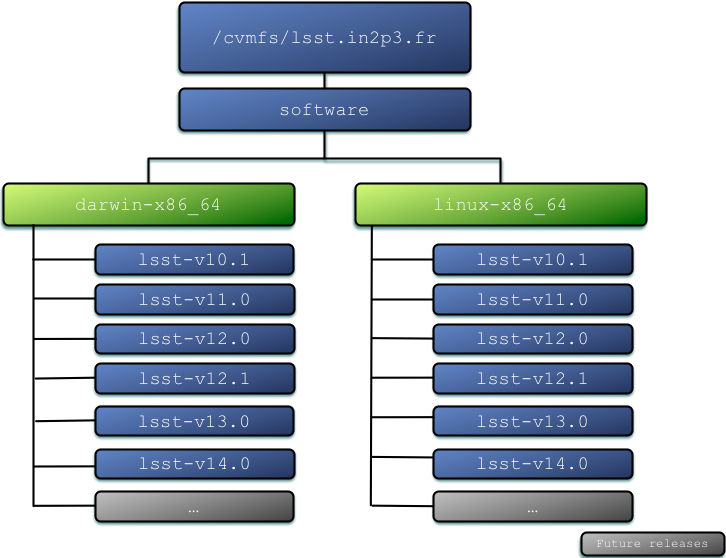 /cvmfs/lsst.in2p3.fr
software
darwin-x86_64
lsst-v10.1
lsst-v11.0
lsst-v12.0
lsst-v12.1
lsst-v13.0
lsst-v14.0
…
linux-x86_64
lsst-v10.1
lsst-v11.0
lsst-v12.0
lsst-v12.1
lsst-v13.0
lsst-v14.0
…
Future releases